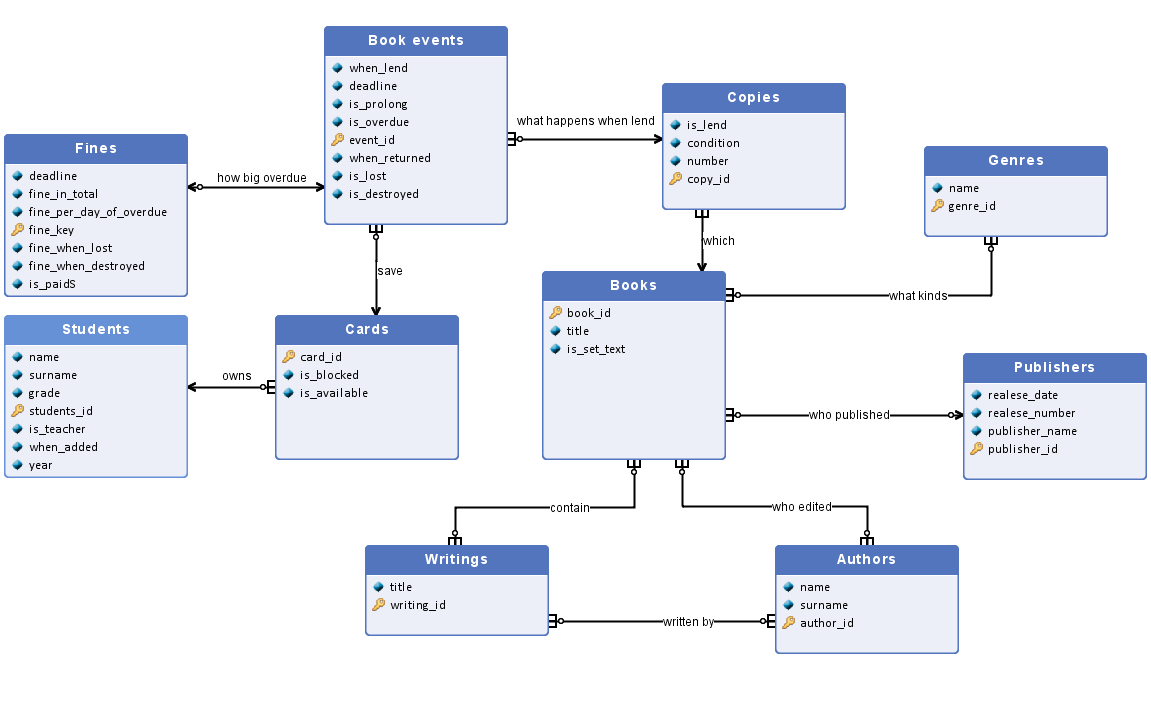 Book events
when_lend
deadline
is_prolong
is_overdue
event_id
when_returned
is_lost
is_destroyed
what happens when lend
Copies
is_lend
condition
number
copy_id
Fines
deadline
fine_in_total
fine_per_day_of_overdue
fine_key
fine_when_lost
fine_when_destroyed
is_paidS
how big overdue
Genres
name
genre_id
save
which
what kinds
Students
name
surname
grade
students_id
is_teacher
when_added
year
owns
Cards
card_id
is_blocked
is_available
Books
book_id
title
is_set_text
who published
Publishers
realese_date
realese_number
publisher_name
publisher_id
contain
who edited
Writings
title
writing_id
written by
Authors
name
surname
author_id